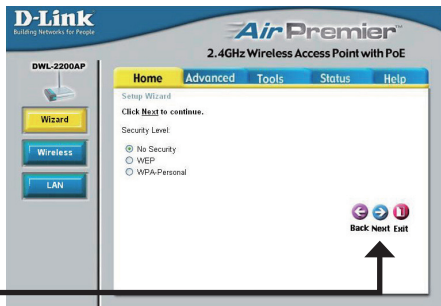 D-Link
Building Networks for People
AirPremier™
2.4GHz Wireless Access Point with PoE
DWL-2200AP
Home Advanced Tools Status Help
Setup Wizard
Click Next to continue.
Security Level:
No Security
WEP
WPA-Personal
Wizard
Wireless
LAN
Back Next Exit